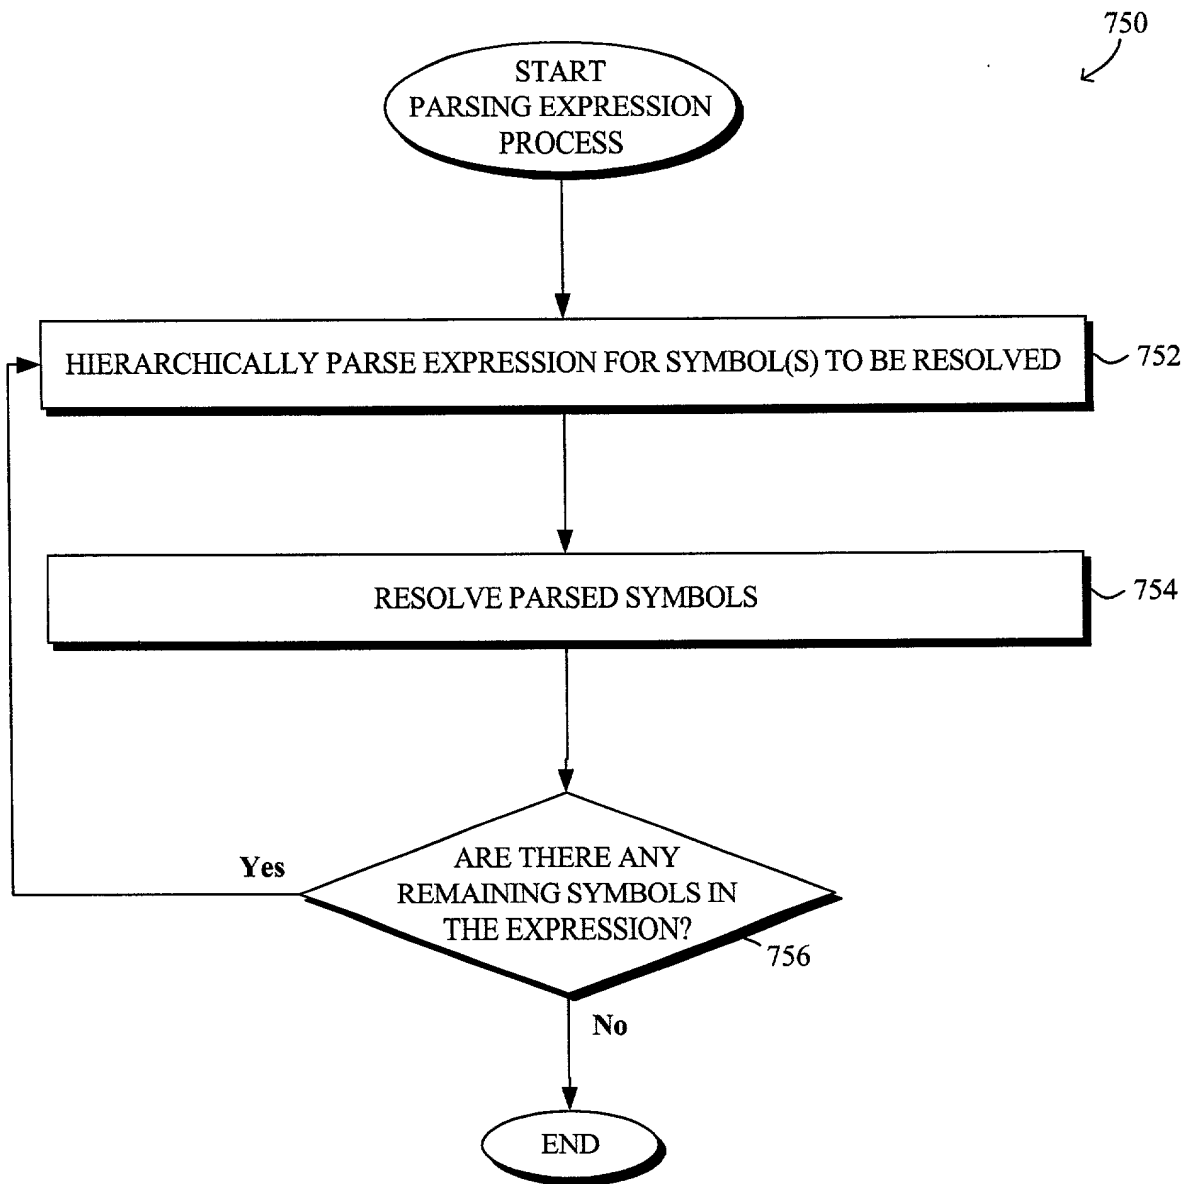 750
START
PARSING EXPRESSION
PROCESS
HIERARCHICALLY PARSE EXPRESSION FOR SYMBOL(S) TO BE RESOLVED
752
RESOLVE PARSED SYMBOLS
754
Yes
ARE THERE ANY
REMAINING SYMBOLS IN
THE EXPRESSION?
756
No
END